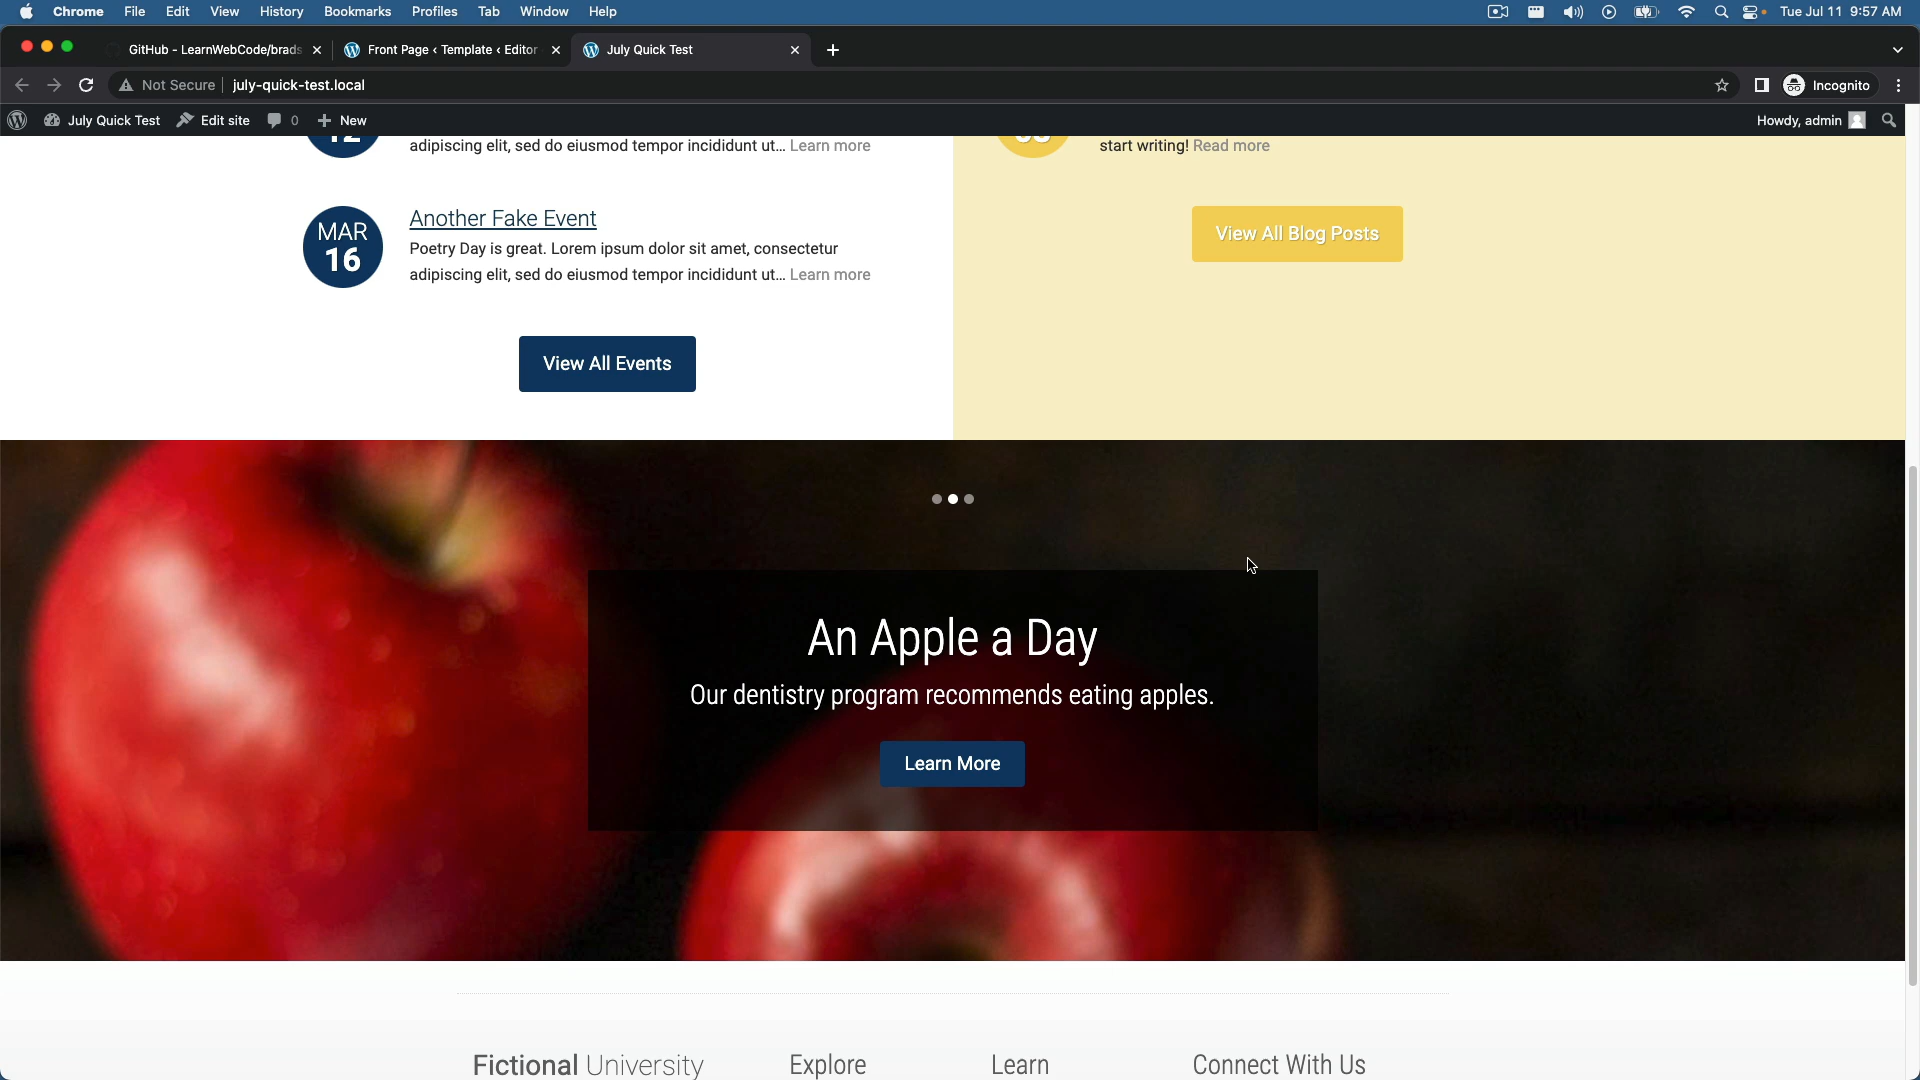 Chrome File Edit View History Bookmarks Profiles Tab Window Help Tue Jul 11 9:57 AM
GitHub - LearnWebCode/brads Front Page ‹ Template ‹ Editor July Quick Test
Not Secure july-quick-test.local Incognito
July Quick Test Edit site 0 New Howdy, admin
12
adipiscing elit, sed do eiusmod tempor incididunt ut... Learn more
start writing! Read more
MAR
16
Another Fake Event
Poetry Day is great. Lorem ipsum dolor sit amet, consectetur
adipiscing elit, sed do eiusmod tempor incididunt ut... Learn more
View All Blog Posts
View All Events
An Apple a Day
Our dentistry program recommends eating apples.
Learn More
Fictional University Explore Learn Connect With Us